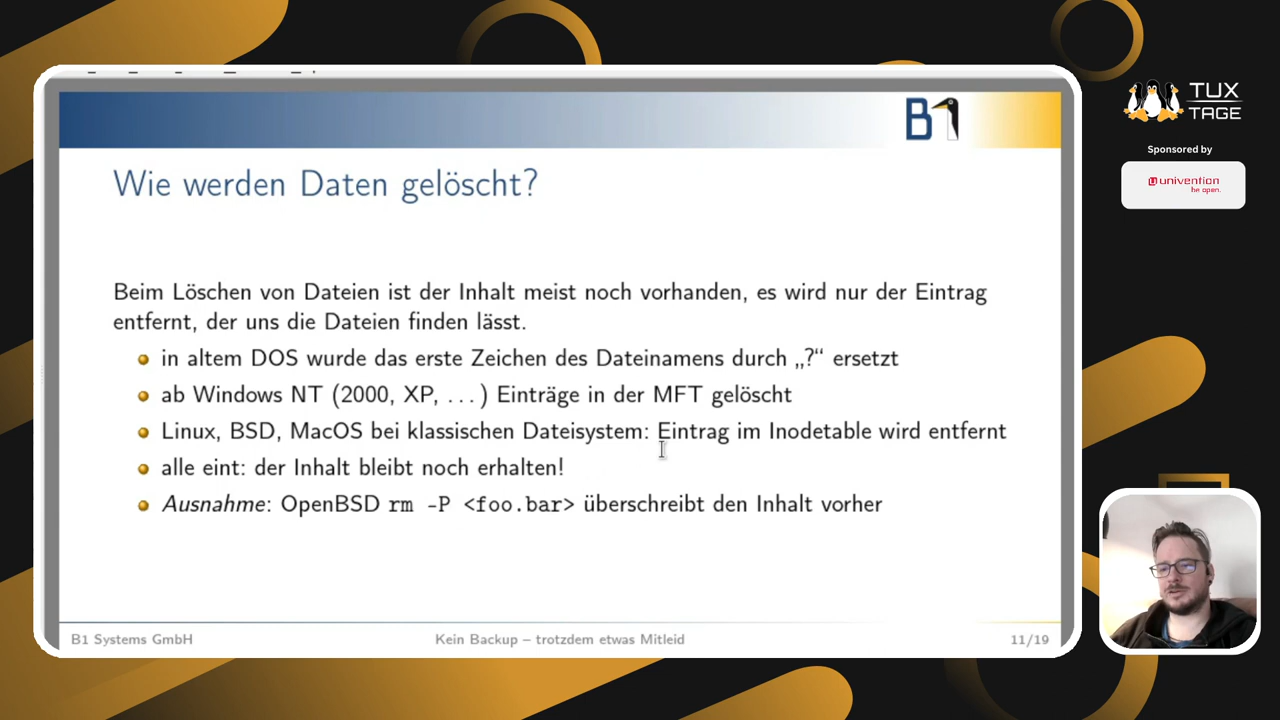 B1
Wie werden Daten gelöscht?
Beim Löschen von Dateien ist der Inhalt meist noch vorhanden, es wird nur der Eintrag
entfernt, der uns die Dateien finden lässt.
in altem DOS wurde das erste Zeichen des Dateinamens durch „?“ ersetzt
ab Windows NT (2000, XP, . . . ) Einträge in der MFT gelöscht
Linux, BSD, MacOS bei klassischen Dateisystem: Eintrag im Inodetable wird entfernt
alle eint: der Inhalt bleibt noch erhalten!
Ausnahme: OpenBSD rm -P <foo.bar> überschreibt den Inhalt vorher
B1 Systems GmbH
Kein Backup – trotzdem etwas Mitleid
11/19
TUX
TAGE
Sponsored by
univention
be open.